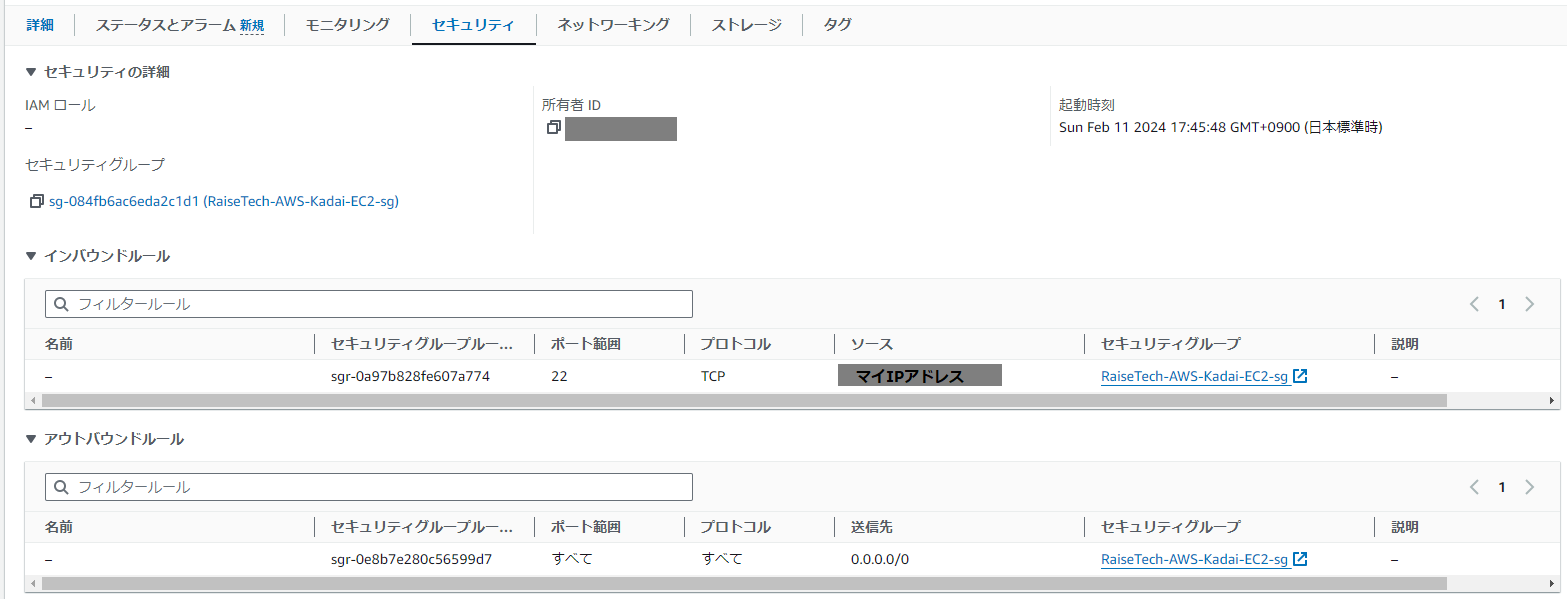 詳細 ステータスとアラーム 新規 モニタリング セキュリティ ネットワーキング ストレージ タグ
▼ セキュリティの詳細
IAM ロール 所有者 ID 起動時刻
– Sun Feb 11 2024 17:45:48 GMT+0900 (日本標準時)
セキュリティグループ
sg-084fb6ac6eda2c1d1 (RaiseTech-AWS-Kadai-EC2-sg)
▼ インバウンドルール
フィルタールール 1
名前 セキュリティグループルー... ポート範囲 プロトコル ソース セキュリティグループ 説明
– sgr-0a97b828fe607a774 22 TCP マイIPアドレス RaiseTech-AWS-Kadai-EC2-sg –
▼ アウトバウンドルール
フィルタールール 1
名前 セキュリティグループルー... ポート範囲 プロトコル 送信先 セキュリティグループ 説明
– sgr-0e8b7e280c56599d7 すべて すべて 0.0.0.0/0 RaiseTech-AWS-Kadai-EC2-sg –